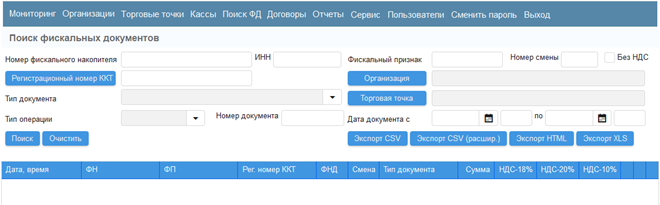 Мониторинг Организации Торговые точки Кассы Поиск ФД Договоры Отчеты Сервис Пользователи Сменить пароль Выход
Поиск фискальных документов
Номер фискального накопителя ИНН Фискальный признак Номер смены Без НДС
Регистрационный номер ККТ Организация
Тип документа Торговая точка
Тип операции Номер документа Дата документа с по
Поиск Очистить Экспорт CSV Экспорт CSV (расшир.) Экспорт HTML Экспорт XLS
Дата, время ФН ФП Рег. номер ККТ ФНД Смена Тип документа Сумма НДС-18% НДС-20% НДС-10%